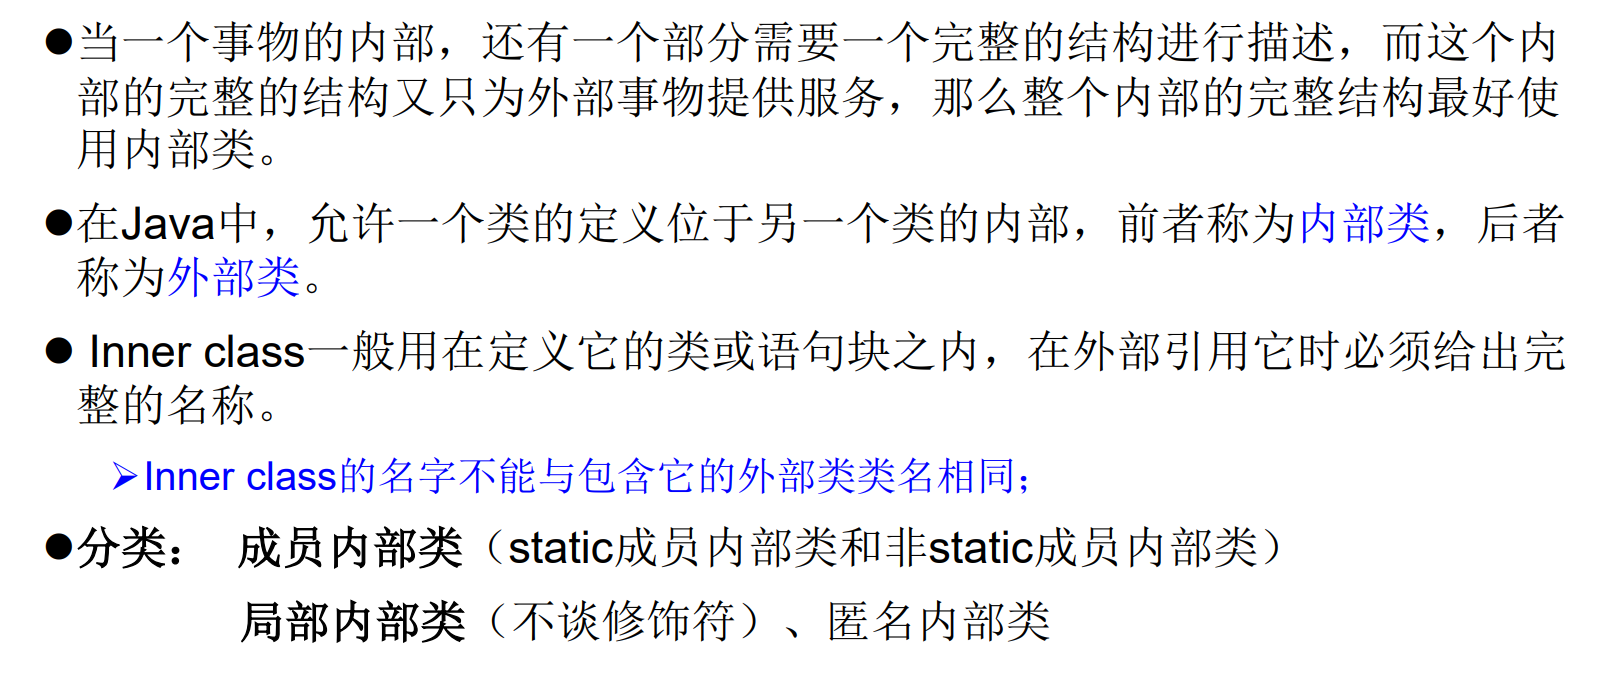 ●当一个事物的内部，还有一个部分需要一个完整的结构进行描述，而这个内
部的完整的结构又只为外部事物提供服务，那么整个内部的完整结构最好使
用内部类。
●在Java中，允许一个类的定义位于另一个类的内部，前者称为内部类，后者
称为外部类。
● Inner class一般用在定义它的类或语句块之内，在外部引用它时必须给出完
整的名称。
➢Inner class的名字不能与包含它的外部类类名相同；
●分类： 成员内部类（static成员内部类和非static成员内部类）
局部内部类（不谈修饰符）、匿名内部类